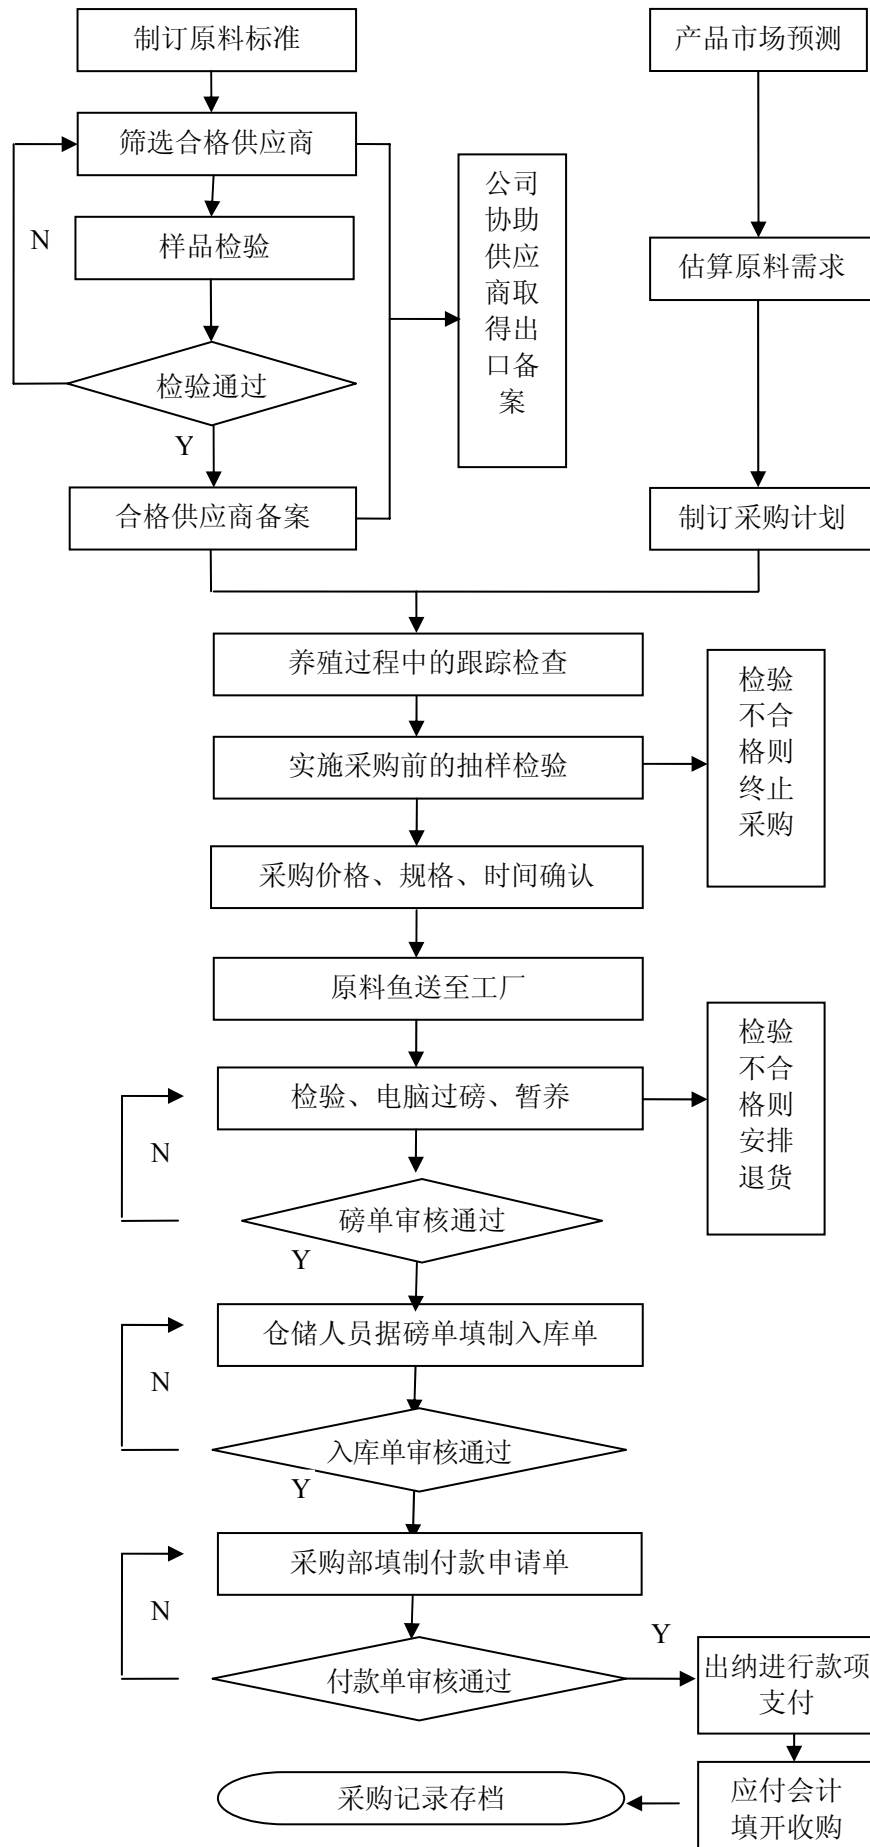 制订原料标准
产品市场预测
筛选合格供应商
公司
协助
供应
商取
得出
口备
案
N
样品检验
估算原料需求
检验通过
Y
合格供应商备案
制订采购计划
养殖过程中的跟踪检查
检验
不合
格则
终止
采购
实施采购前的抽样检验
采购价格、规格、时间确认
原料鱼送至工厂
检验
不合
格则
安排
退货
检验、电脑过磅、暂养
N
磅单审核通过
Y
仓储人员据磅单填制入库单
N
入库单审核通过
Y
采购部填制付款申请单
N
Y
付款单审核通过
出纳进行款项
支付
采购记录存档
应付会计
填开收购